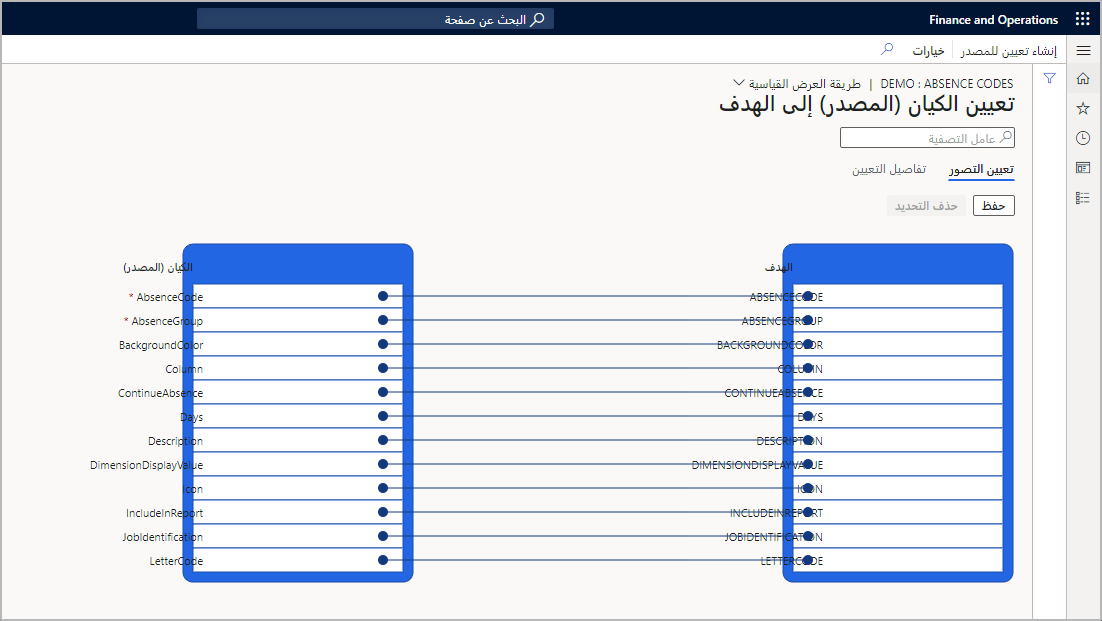 Finance and Operations
البحث عن صفحة
إنشاء تعيين للمصدر
خيارات
DEMO : ABSENCE CODES | طريقة العرض القياسية
تعيين الكيان (المصدر) إلى الهدف
عامل التصفية
تعيين التصور
تفاصيل التعيين
حفظ
حذف التحديد
الهدف
ABSENCECODE
ABSENCEGROUP
BACKGROUNDCOLOR
COLUMN
CONTINUEABSENCE
DAYS
DESCRIPTION
DIMENSIONDISPLAYVALUE
ICON
INCLUDEINREPORT
JOBIDENTIFICATION
LETTERCODE
الكيان (المصدر)
* AbsenceCode
* AbsenceGroup
BackgroundColor
Column
ContinueAbsence
Days
Description
DimensionDisplayValue
Icon
IncludeInReport
JobIdentification
LetterCode